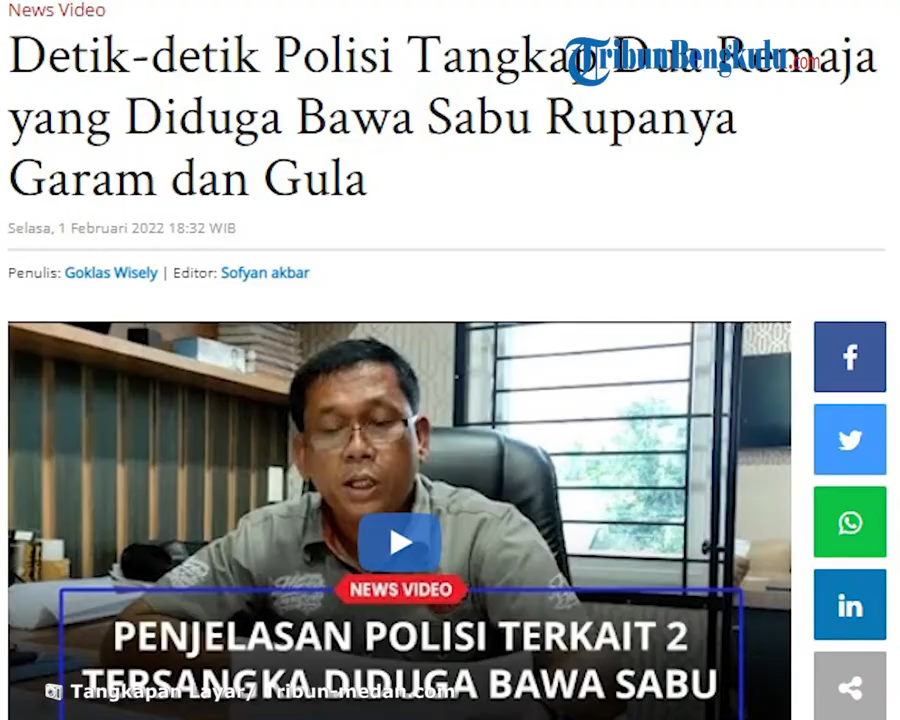 News Video
Detik-detik Polisi Tangkap Dua Remaja
TribunBengkulu.com
yang Diduga Bawa Sabu Rupanya
Garam dan Gula
Selasa, 1 Februari 2022 18:32 WIB
Penulis: Goklas Wisely | Editor: Sofyan akbar
NEWS VIDEO
PENJELASAN POLISI TERKAIT 2
TERSANGKA DIDUGA BAWA SABU
Tangkapan Layar/ Tribun-medan.com